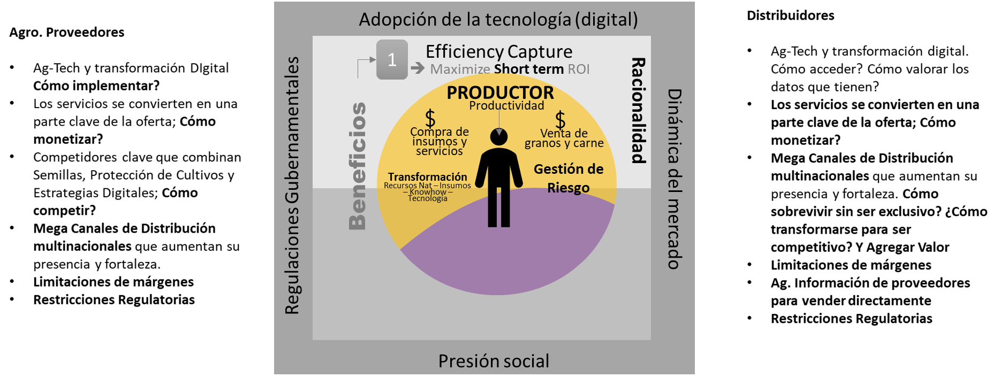 Agro. Proveedores
• Ag-Tech y transformación DIgital
Cómo implementar?
• Los servicios se convierten en una
parte clave de la oferta; Cómo
monetizar?
• Competidores clave que combinan
Semillas, Protección de Cultivos y
Estrategias Digitales; Cómo
competir?
• Mega Canales de Distribución
multinacionales que aumentan su
presencia y fortaleza.
• Limitaciones de márgenes
• Restricciones Regulatorias
Adopción de la tecnología (digital)
Regulaciones Gubernamentales
1
Efficiency Capture
➔ Maximize Short term ROI
Beneficios
Racionalidad
PRODUCTOR
Productividad
$
Compra de
insumos y
servicios
$
Venta de
granos y carne
Transformación
Recursos Nat – Insumos
– Knowhow –
Tecnología
Gestión de
Riesgo
Dinámica del mercado
Presión social
Distribuidores
• Ag-Tech y transformación digital.
Cómo acceder? Cómo valorar los
datos que tienen?
• Los servicios se convierten en una
parte clave de la oferta; Cómo
monetizar?
• Mega Canales de Distribución
multinacionales que aumentan su
presencia y fortaleza. Cómo
sobrevivir sin ser exclusivo? ¿Cómo
transformarse para ser
competitivo? Y Agregar Valor
• Limitaciones de márgenes
• Ag. Información de proveedores
para vender directamente
• Restricciones Regulatorias